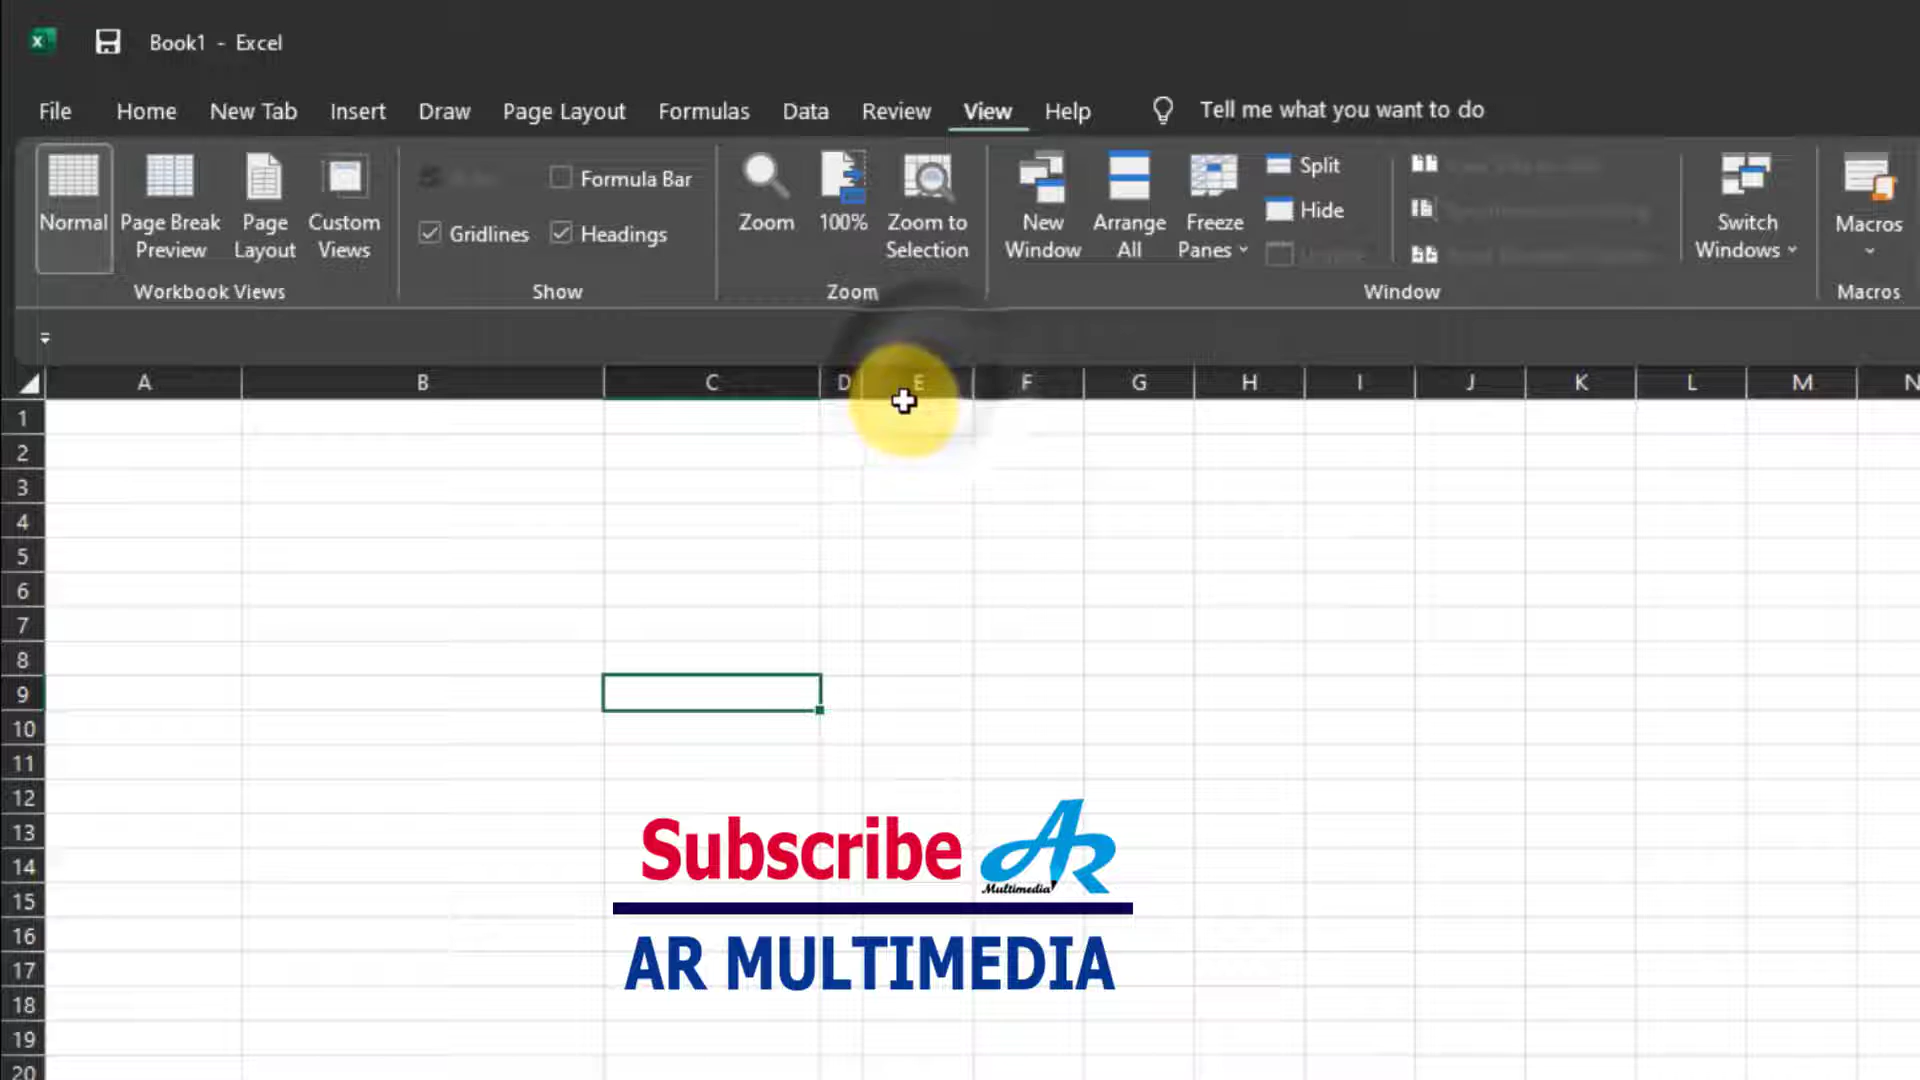 Book1 - Excel
File Home New Tab Insert Draw Page Layout Formulas Data Review View Help Tell me what you want to do
Normal
Page Break Preview
Page Layout
Custom Views
Workbook Views
Formula Bar
Gridlines
Headings
Show
Zoom
100%
Zoom to Selection
Zoom
New Window
Arrange All
Freeze Panes
Split
Hide
Switch Windows
Window
Macros
Macros
A B C D E F G H I J K L M N
1
2
3
4
5
6
7
8
9
10
11
12
13
14
15
16
17
18
19
20
Subscribe AR
Multimedia
AR MULTIMEDIA